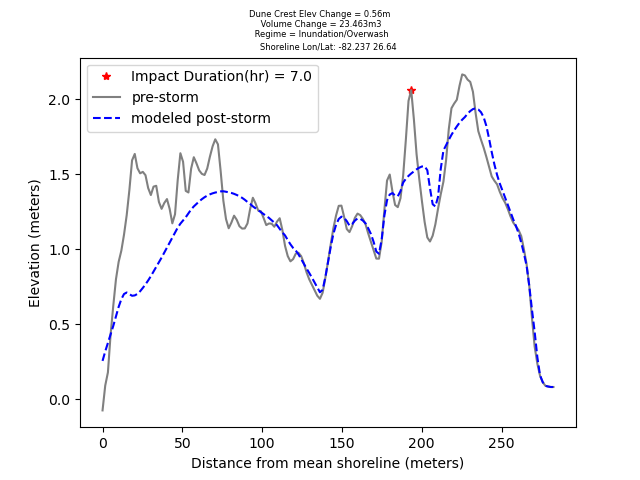 Dune Crest Elev Change = 0.56m
Volume Change = 23.463m3
Regime = Inundation/Overwash
Shoreline Lon/Lat: -82.237 26.64
Impact Duration(hr) = 7.0
pre-storm
modeled post-storm
Elevation (meters)
2.0
1.5
1.0
0.5
0.0
0 50 100 150 200 250
Distance from mean shoreline (meters)